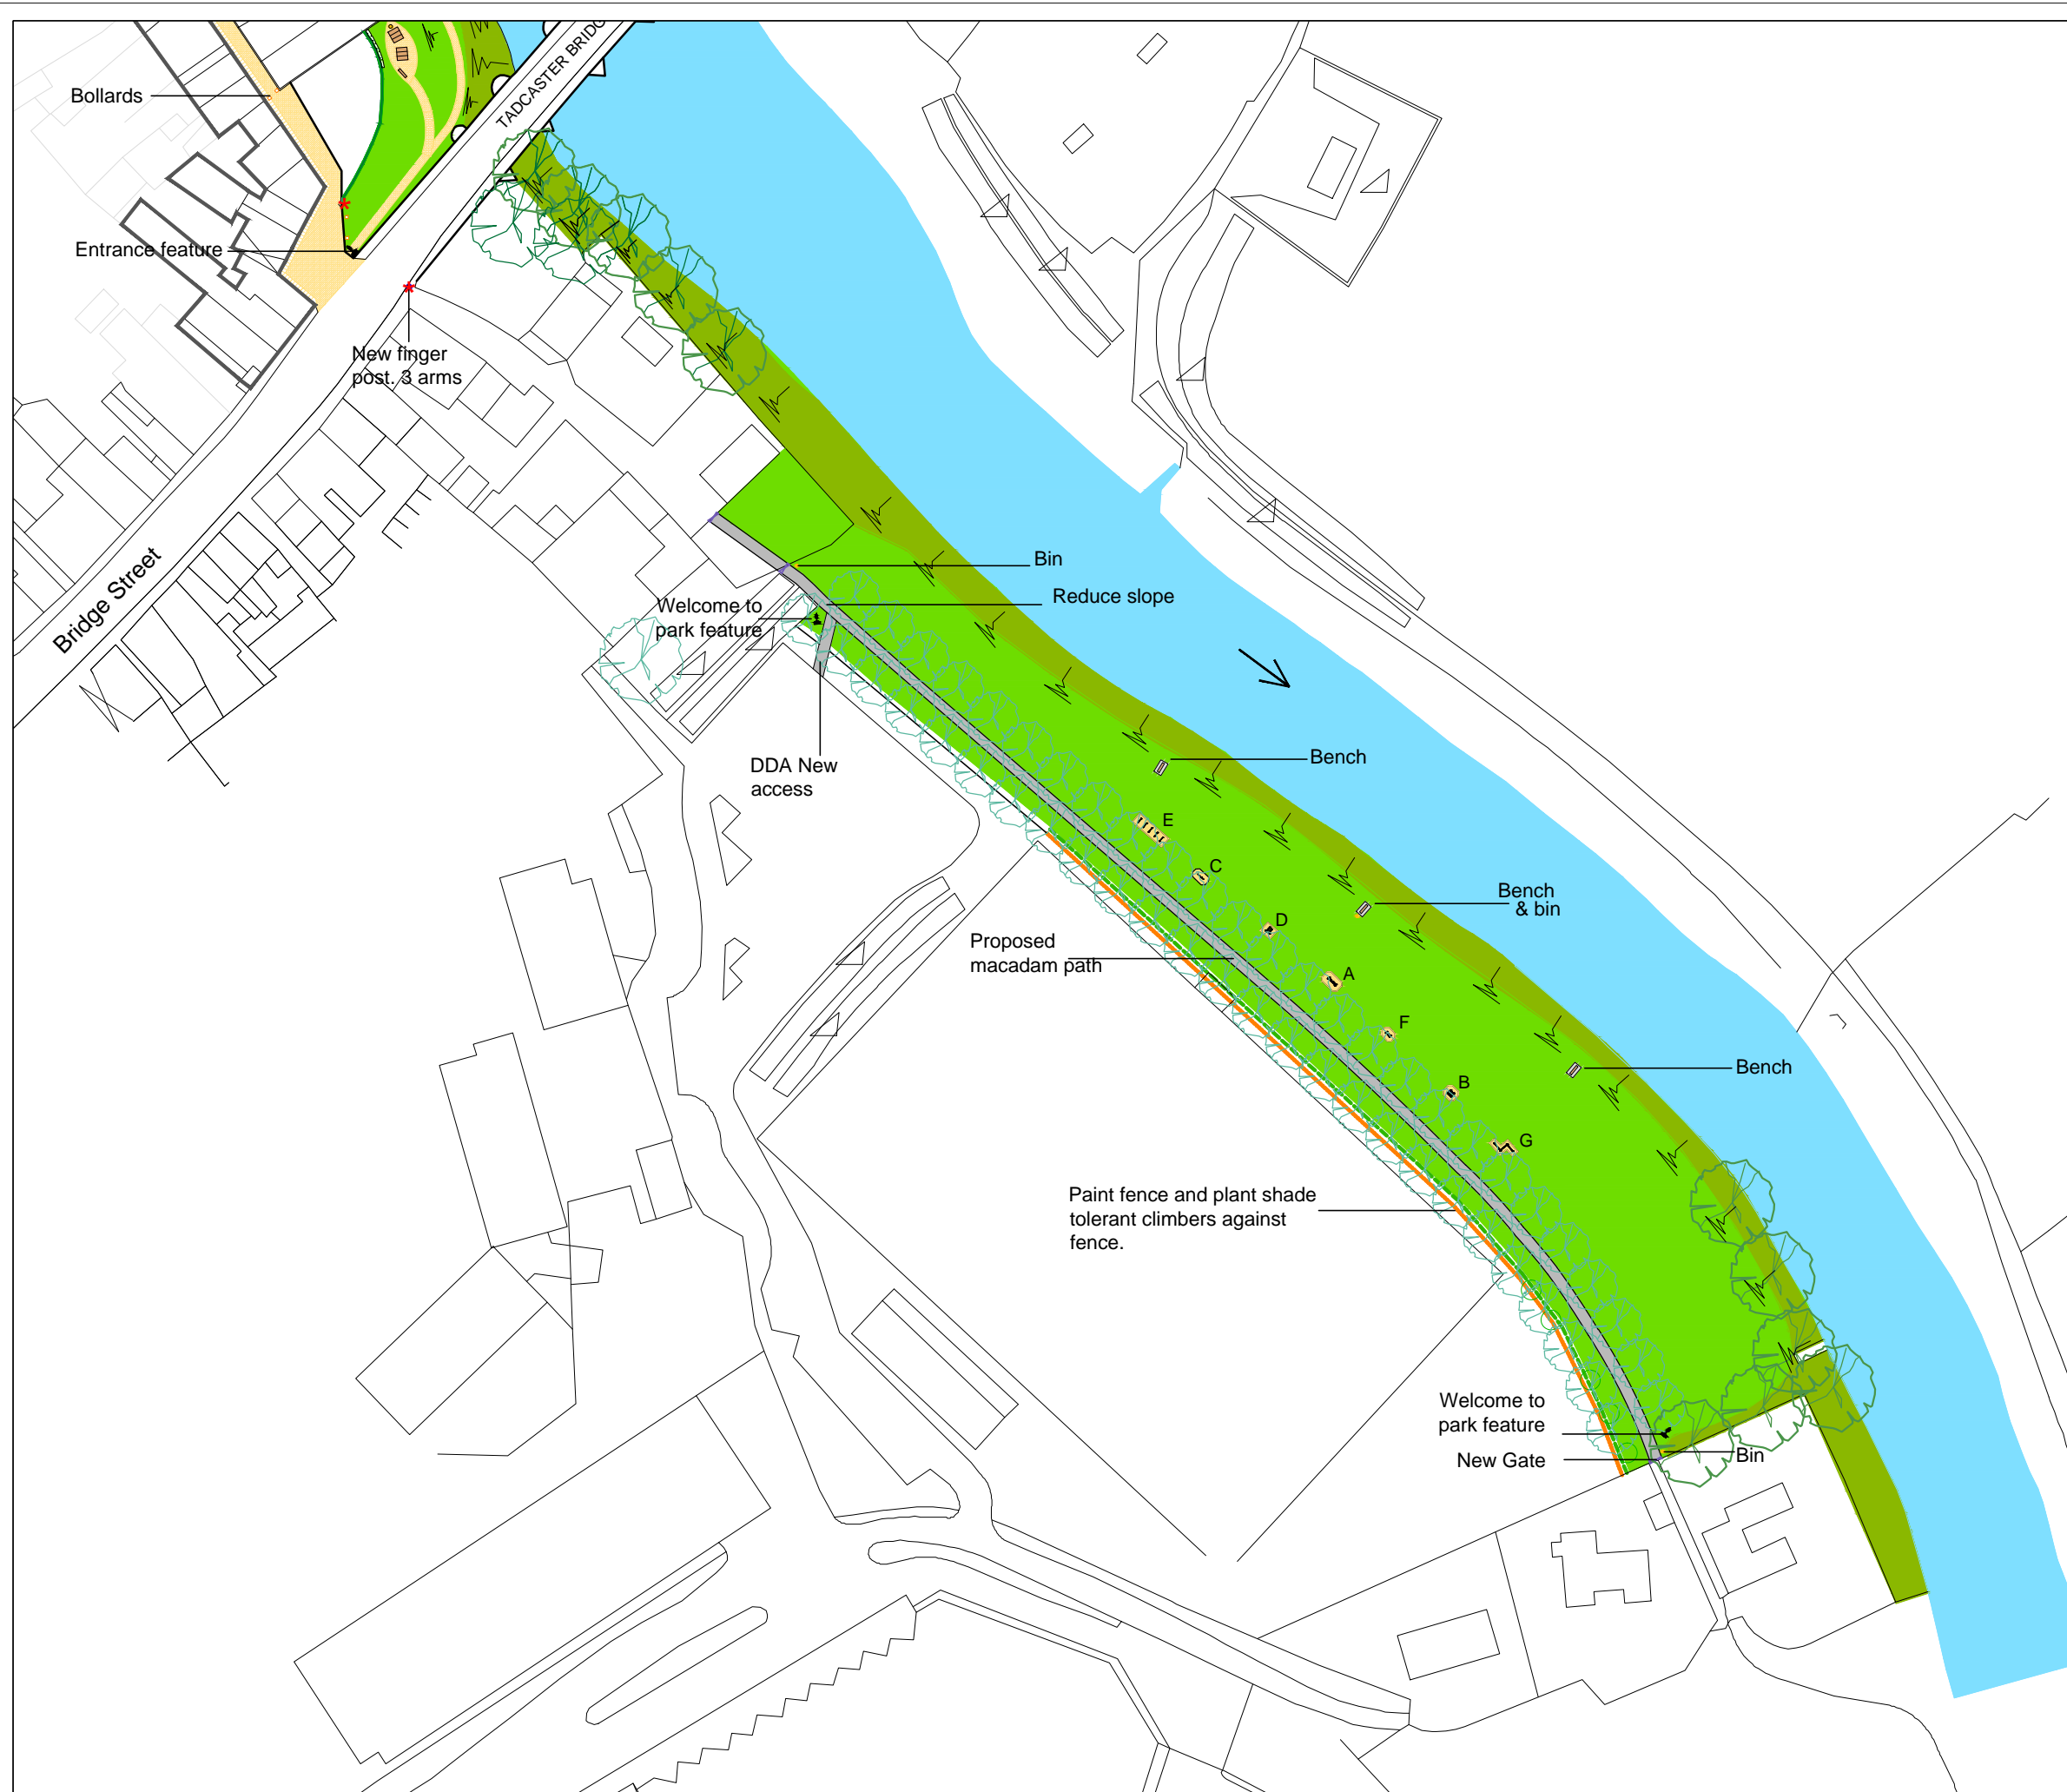 TADCASTER BRIDG
Bollards
Entrance feature
New finger
post. 3 arms
Bridge Street
Bin
Reduce slope
Welcome to
park feature
DDA New
access
Bench
E
C
Bench
& bin
D
Proposed
macadam path
A
F
Bench
B
G
Paint fence and plant shade
tolerant climbers against
fence.
Welcome to
park feature
New Gate
Bin